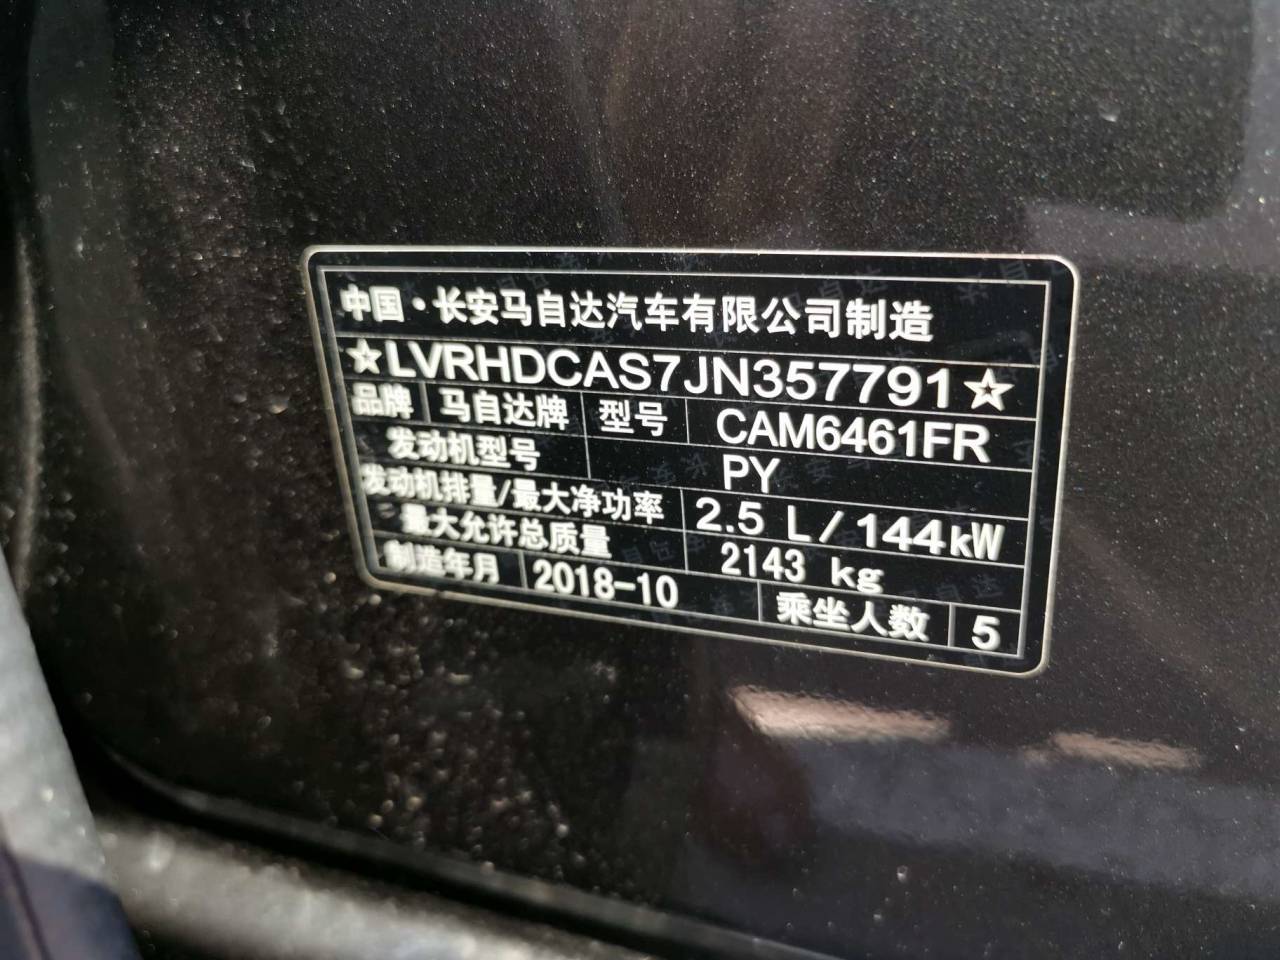 中国·长安马自达汽车有限公司制造
☆LVRHDCAS7JN357791☆
品牌 马自达牌 型号 CAM6461FR
发动机型号 PY
发动机排量/最大净功率 2.5 L/144kW
最大允许总质量 2143 kg
制造年月 2018-10 乘坐人数 5